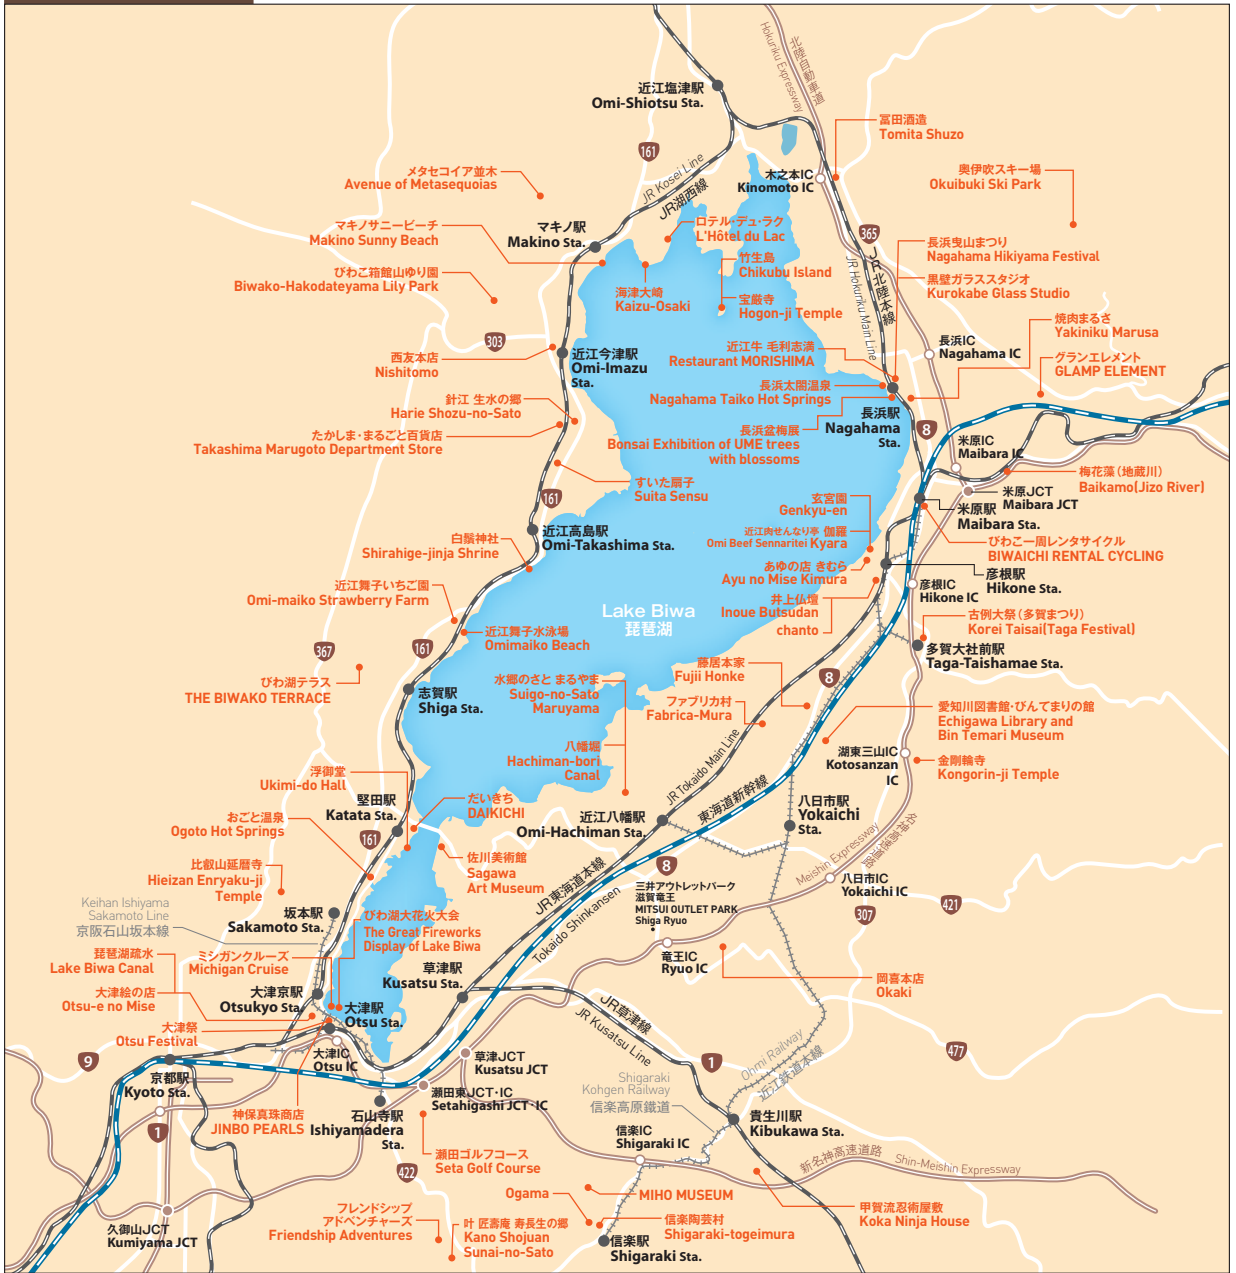 近江塩津駅
Omi-Shiotsu Sta.
北陸自動車道
Hokuriku Expressway
冨田酒造
Tomita Shuzo
161
メタセコイア並木
Avenue of Metasequoias
JR Kosei Line
JR湖西線
木之本IC
Kinomoto IC
奥伊吹スキー場
Okuibuki Ski Park
マキノサニービーチ
Makino Sunny Beach
マキノ駅
Makino Sta.
ロテル・デュ・ラク
L'Hôtel du Lac
365
長浜曳山まつり
Nagahama Hikiyama Festival
竹生島
Chikubu Island
JR北陸本線
JR Hokuriku Main Line
びわこ箱館山ゆり園
Biwako-Hakodateyama Lily Park
海津大崎
Kaizu-Osaki
宝厳寺
Hogon-ji Temple
黒壁ガラススタジオ
Kurokabe Glass Studio
焼肉まるさ
Yakiniku Marusa
303
西友本店
Nishitomo
近江今津駅
Omi-Imazu
Sta.
近江牛 毛利志満
Restaurant MORISHIMA
長浜IC
Nagahama IC
グランエレメント
GLAMP ELEMENT
長浜太閤温泉
Nagahama Taiko Hot Springs
針江 生水の郷
Harie Shozu-no-Sato
長浜駅
Nagahama
Sta.
たかしま・まるごと百貨店
Takashima Marugoto Department Store
長浜盆梅展
Bonsai Exhibition of UME trees
with blossoms
8
米原IC
Maibara IC
梅花藻（地蔵川）
Baikamo(Jizo River)
すいた扇子
Suita Sensu
161
玄宮園
Genkyu-en
米原JCT
Maibara JCT
米原駅
Maibara Sta.
近江高島駅
Omi-Takashima Sta.
白鬚神社
Shirahige-jinja Shrine
近江肉せんなり亭 伽羅
Omi Beef Sennaritei Kyara
びわこ一周レンタサイクル
BIWAICHI RENTAL CYCLING
あゆの店 きむら
Ayu no Mise Kimura
彦根駅
Hikone Sta.
彦根IC
Hikone IC
近江舞子いちご園
Omi-maiko Strawberry Farm
井上仏壇
Inoue Butsudan
chanto
Lake Biwa
琵琶湖
古例大祭（多賀まつり）
Korei Taisai(Taga Festival)
近江舞子水泳場
Omimaiko Beach
367
161
多賀大社前駅
Taga-Taishamae Sta.
びわ湖テラス
THE BIWAKO TERRACE
志賀駅
Shiga Sta.
水郷のさと まるやま
Suigo-no-Sato
Maruyama
藤居本家
Fujii Honke
8
ファブリカ村
Fabrica-Mura
愛知川図書館・びんてまりの館
Echigawa Library and
Bin Temari Museum
八幡堀
Hachiman-bori
Canal
湖東三山IC
Kotosanzan
IC
金剛輪寺
Kongorin-ji Temple
浮御堂
Ukimi-do Hall
堅田駅
Katata Sta.
だいきち
DAIKICHI
JR Tokaido Main Line
東海道新幹線
近江八幡駅
Omi-Hachiman Sta.
八日市駅
Yokaichi
Sta.
おごと温泉
Ogoto Hot Springs
161
名神高速道路
Meishin Expressway
比叡山延暦寺
Hieizan Enryaku-ji
Temple
佐川美術館
Sagawa
Art Museum
8
八日市IC
Yokaichi IC
JR東海道本線
Tokaido Shinkansen
三井アウトレットパーク
滋賀竜王
MITSUI OUTLET PARK
Shiga Ryuo
307
421
Keihan Ishiyama
Sakamoto Line
京阪石山坂本線
坂本駅
Sakamoto Sta.
びわ湖大花火大会
The Great Fireworks
Display of Lake Biwa
竜王IC
Ryuo IC
琵琶湖疏水
Lake Biwa Canal
ミシガンクルーズ
Michigan Cruise
草津駅
Kusatsu Sta.
岡喜本店
Okaki
大津絵の店
Otsu-e no Mise
大津京駅
Otsukyo Sta.
大津駅
Otsu Sta.
JR草津線
JR Kusatsu Line
大津祭
Otsu Festival
大津IC
Otsu IC
草津JCT
Kusatsu JCT
9
1
477
Ohmi Railway
近江鉄道本線
京都駅
Kyoto Sta.
瀬田東JCT・IC
Setahigashi JCT・IC
Shigaraki
Kohgen Railway
信楽高原鐵道
神保真珠商店
JINBO PEARLS
石山寺駅
Ishiyamadera
Sta.
貴生川駅
Kibukawa Sta.
1
信楽IC
Shigaraki IC
瀬田ゴルフコース
Seta Golf Course
422
新名神高速道路
Shin-Meishin Expressway
Ogama
MIHO MUSEUM
甲賀流忍術屋敷
Koka Ninja House
フレンドシップ
アドベンチャーズ
Friendship Adventures
叶 匠壽庵 寿長生の郷
Kano Shojuan
Sunai-no-Sato
信楽陶芸村
Shigaraki-togeimura
久御山JCT
Kumiyama JCT
信楽駅
Shigaraki Sta.